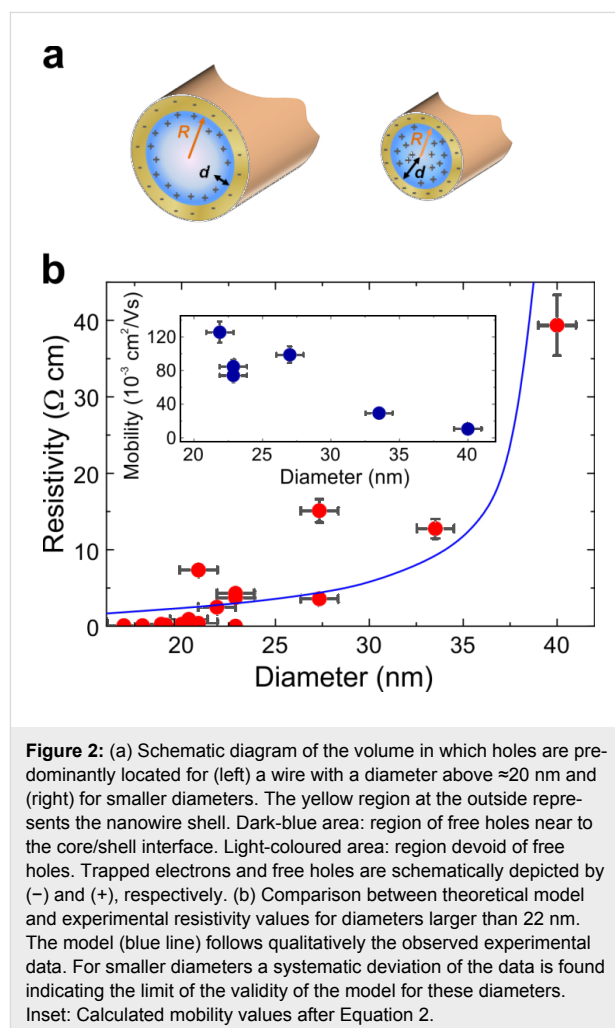 a
R
d
R
d
b
Resistivity (Ω cm)
40
30
20
10
0
Mobility (10⁻³ cm²/Vs)
120
80
40
0
20 25 30 35 40
Diameter (nm)
20 25 30 35 40
Diameter (nm)
Figure 2: (a) Schematic diagram of the volume in which holes are pre-
dominantly located for (left) a wire with a diameter above ≈20 nm and
(right) for smaller diameters. The yellow region at the outside repre-
sents the nanowire shell. Dark-blue area: region of free holes near to
the core/shell interface. Light-coloured area: region devoid of free
holes. Trapped electrons and free holes are schematically depicted by
(−) and (+), respectively. (b) Comparison between theoretical model
and experimental resistivity values for diameters larger than 22 nm.
The model (blue line) follows qualitatively the observed experimental
data. For smaller diameters a systematic deviation of the data is found
indicating the limit of the validity of the model for these diameters.
Inset: Calculated mobility values after Equation 2.